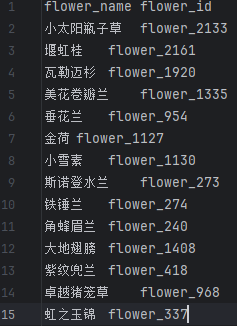 1 flower_name flower_id
2 小太阳瓶子草 flower_2133
3 堰虹桂 flower_2161
4 瓦勒迈杉 flower_1920
5 美花卷瓣兰 flower_1335
6 垂花兰 flower_954
7 金荷 flower_1127
8 小雪素 flower_1130
9 斯诺登水兰 flower_273
10 铁锤兰 flower_274
11 角蜂眉兰 flower_240
12 大地翅膀 flower_1408
13 紫纹兜兰 flower_418
14 卓越猪笼草 flower_968
15 虹之玉锦 flower_337